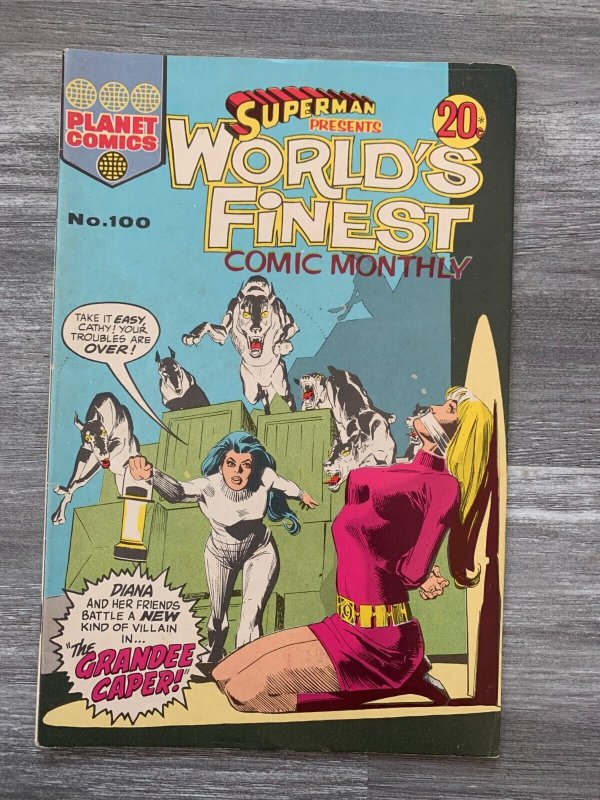 PLANET
COMICS
SUPERMAN
PRESENTS
20*c
WORLD'S
FINEST
COMIC MONTHLY
No.100
TAKE IT EASY,
CATHY! YOUR
TROUBLES ARE
OVER!
DIANA
AND HER FRIENDS
BATTLE A NEW
KIND OF VILLAIN
IN...
"The
GRANDEE
CAPER!"